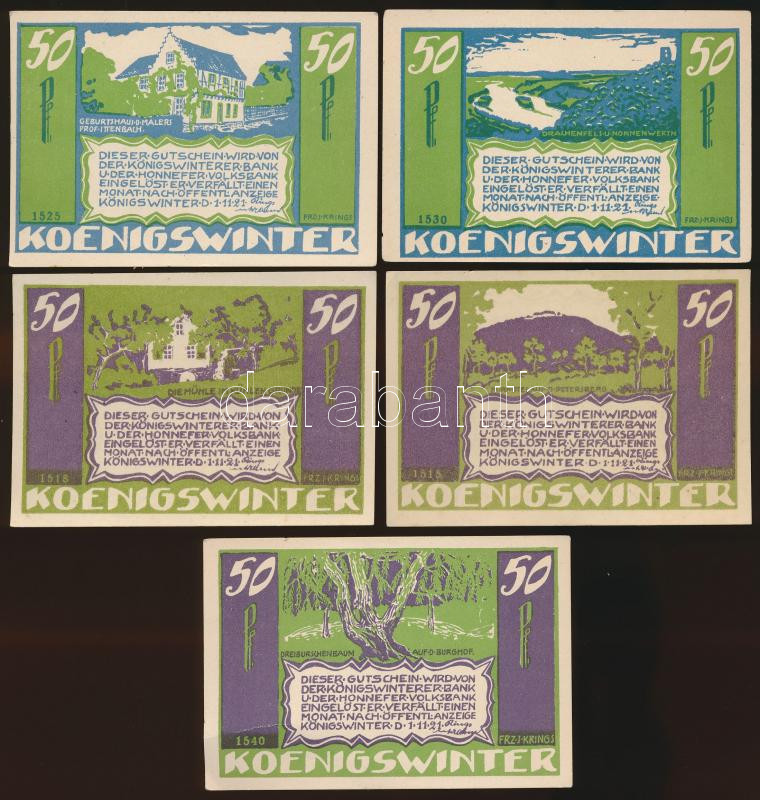 50 50
Pf Pf
GEBURTSHAUS·D·MALERS
PROF·ITTENBACH.
DIESER·GUTSCHEIN·WIRD·VON
DER·KÖNIGSWINTERER·BANK
U·DER·HONNEFER·VOLKSBANK
EINGELÖST·ER·VERFÄLLT·EINEN
MONAT·NACH·ÖFFENTL·ANZEIGE
KÖNIGSWINTER·D·1·11·21·
1525 FRZ·J·KRINGS
KOENIGSWINTER
50 50
Pf Pf
DRACHENFELS·U·NONNENWERTH
DIESER·GUTSCHEIN·WIRD·VON
DER·KÖNIGSWINTERER·BANK
U·DER·HONNEFER·VOLKSBANK
EINGELÖST·ER·VERFÄLLT·EINEN
MONAT·NACH·ÖFFENTL·ANZEIGE
KÖNIGSWINTER·D·1·11·21·
1530 FRZ·J·KRINGS
KOENIGSWINTER
50 50
Pf Pf
DIE MÜHLE
DIESER·GUTSCHEIN·WIRD·VON
DER·KÖNIGSWINTERER·BANK
U·DER·HONNEFER·VOLKSBANK
EINGELÖST·ER·VERFÄLLT·EINEN
MONAT·NACH·ÖFFENTL·ANZEIGE
KÖNIGSWINTER·D·1·11·21·
1518 FRZ·J·KRINGS
KOENIGSWINTER
50 50
Pf Pf
PETERSBERG
DIESER·GUTSCHEIN·WIRD·VON
DER·KÖNIGSWINTERER·BANK
U·DER·HONNEFER·VOLKSBANK
EINGELÖST·ER·VERFÄLLT·EINEN
MONAT·NACH·ÖFFENTL·ANZEIGE
KÖNIGSWINTER·D·1·11·21·
1515 FRZ·J·KRINGS
KOENIGSWINTER
darabanth
50 50
Pf Pf
DREIBURSCHENBAUM AUF·D·BURGHOF.
DIESER·GUTSCHEIN·WIRD·VON
DER·KÖNIGSWINTERER·BANK
U·DER·HONNEFER·VOLKSBANK
EINGELÖST·ER·VERFÄLLT·EINEN
MONAT·NACH·ÖFFENTL·ANZEIGE
KÖNIGSWINTER·D·1·11·21·
1540 FRZ·J·KRINGS
KOENIGSWINTER